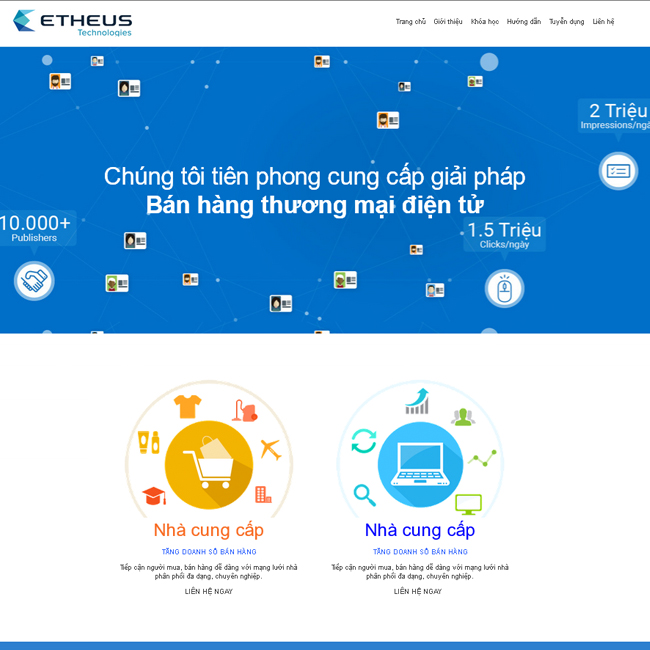 ETHEUS
Technologies
Trang chủ Giới thiệu Khóa học Hướng dẫn Tuyển dụng Liên hệ
2 Triệu
Impressions/ngà
Chúng tôi tiên phong cung cấp giải pháp
Bán hàng thương mại điện tử
10.000+
Publishers
1.5 Triệu
Clicks/ngày
Nhà cung cấp
TĂNG DOANH SỐ BÁN HÀNG
Tiếp cận người mua, bán hàng dễ dàng với mạng lưới nhà
phân phối đa dạng, chuyên nghiệp.
LIÊN HỆ NGAY
Nhà cung cấp
TĂNG DOANH SỐ BÁN HÀNG
Tiếp cận người mua, bán hàng dễ dàng với mạng lưới nhà
phân phối đa dạng, chuyên nghiệp.
LIÊN HỆ NGAY